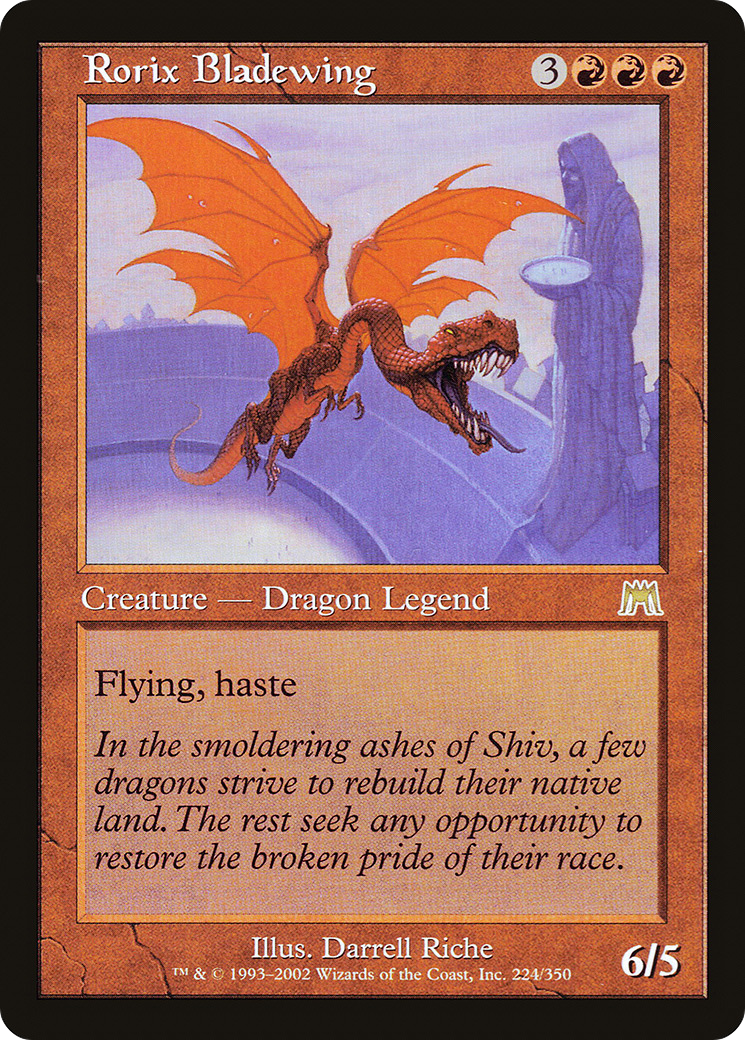 Rorix Bladewing 3
Creature — Dragon Legend
Flying, haste
In the smoldering ashes of Shiv, a few
dragons strive to rebuild their native
land. The rest seek any opportunity to
restore the broken pride of their race.
Illus. Darrell Riche
™ & © 1993–2002 Wizards of the Coast, Inc. 224/350
6/5